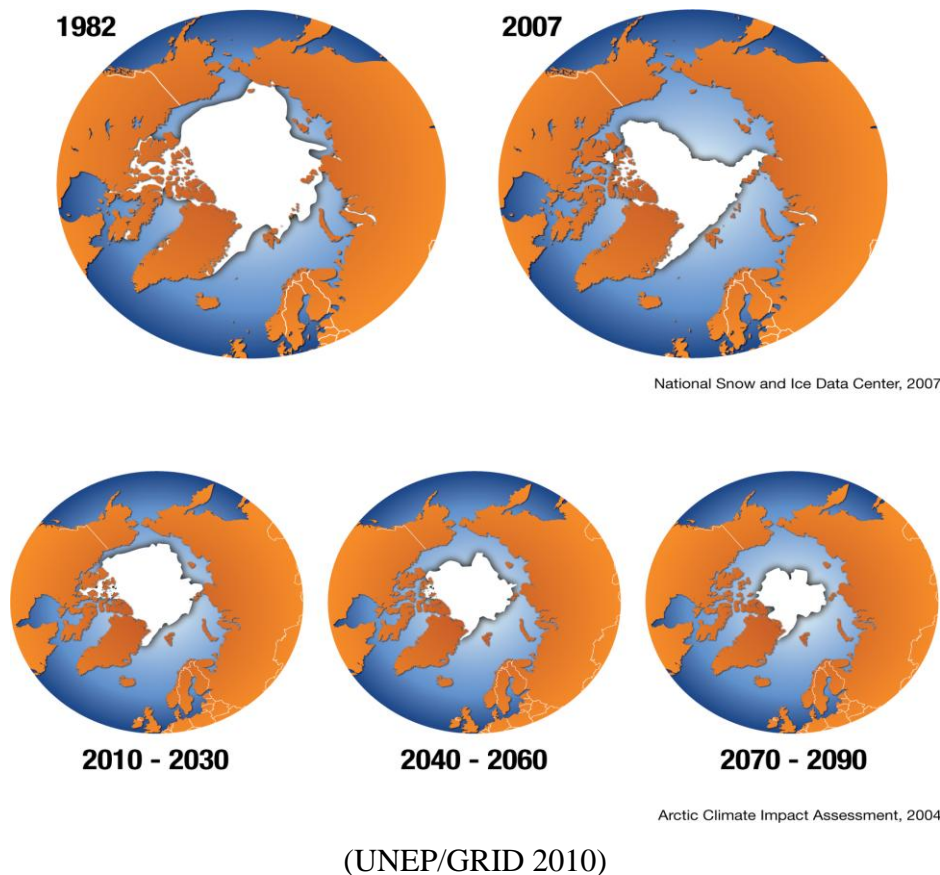 1982
2007
National Snow and Ice Data Center, 2007
2010 - 2030
2040 - 2060
2070 - 2090
Arctic Climate Impact Assessment, 2004
(UNEP/GRID 2010)